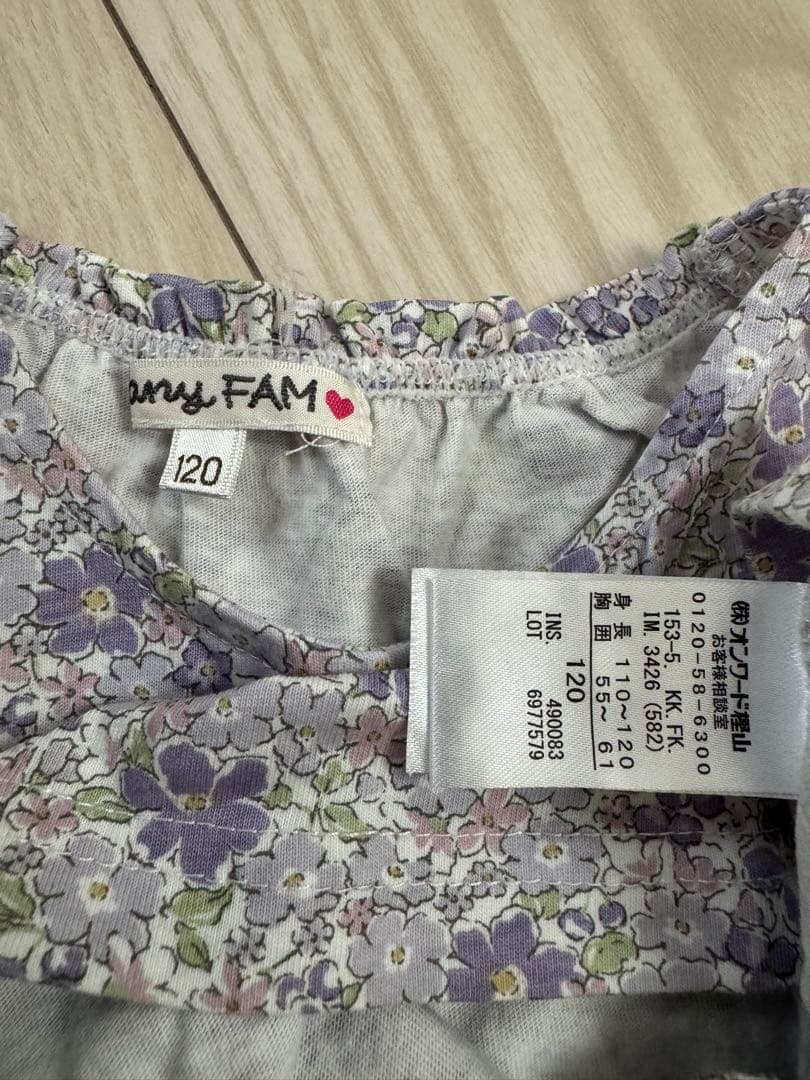 any FAM
120
(株)オンワード樫山
お客様相談室
0120-58-6300
153-5. KK. FK.
IM. 3426 (582)
身 長 110~120
胸 囲 55~ 61
120
INS. 490083
LOT 6977579